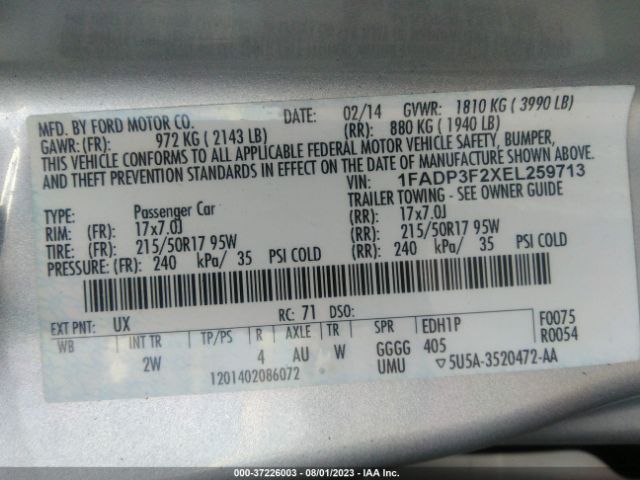 MFD. BY FORD MOTOR CO. DATE: 02/14 GVWR: 1810 KG ( 3990 LB)
GAWR: (FR): 972 KG ( 2143 LB) (RR): 880 KG ( 1940 LB)
THIS VEHICLE CONFORMS TO ALL APPLICABLE FEDERAL MOTOR VEHICLE SAFETY, BUMPER,
AND THEFT PREVENTION STANDARDS IN EFFECT ON THE DATE OF MANUFACTURE SHOWN ABOVE.
VIN: 1FADP3F2XEL259713
TYPE: Passenger Car TRAILER TOWING - SEE OWNER GUIDE
RIM: (FR): 17x7.0J (RR): 17x7.0J
TIRE: (FR): 215/50R17 95W (RR): 215/50R17 95W
PRESSURE: (FR): 240 kPa/ 35 PSI COLD (RR): 240 kPa/ 35 PSI COLD
EXT PNT: UX RC: 71 DSO:
WB INT TR TP/PS R AXLE TR SPR EDH1P F0075
2W 4 AU W GGGG 405 R0054
1201402086072 UMU ▽5U5A-3520472-AA
000-37226003 - 08/01/2023 - IAA Inc.